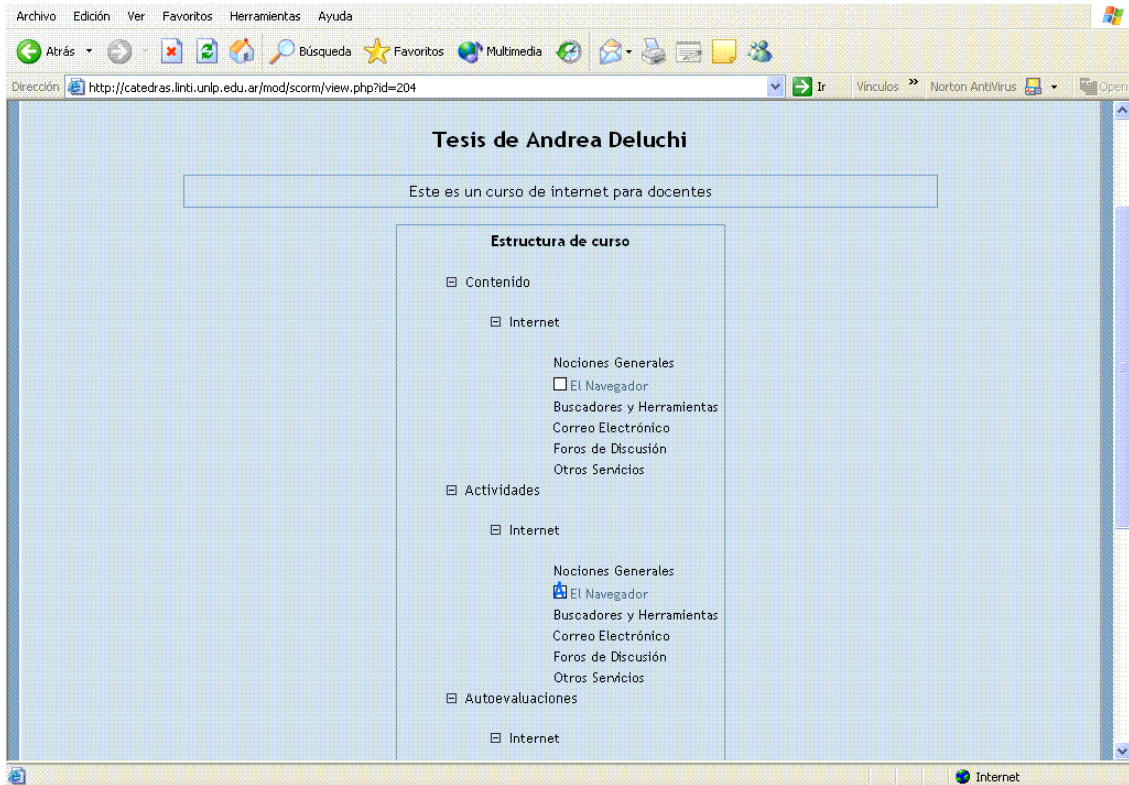 Archivo Edición Ver Favoritos Herramientas Ayuda
Atrás Búsqueda Favoritos Multimedia
Dirección http://catedras.linti.unlp.edu.ar/mod/scorm/view.php?id=204 Ir Vínculos » Norton AntiVirus Open
Tesis de Andrea Deluchi
Este es un curso de internet para docentes
Estructura de curso
Contenido
Internet
Nociones Generales
El Navegador
Buscadores y Herramientas
Correo Electrónico
Foros de Discusión
Otros Servicios
Actividades
Internet
Nociones Generales
A El Navegador
Buscadores y Herramientas
Correo Electrónico
Foros de Discusión
Otros Servicios
Autoevaluaciones
Internet
Internet